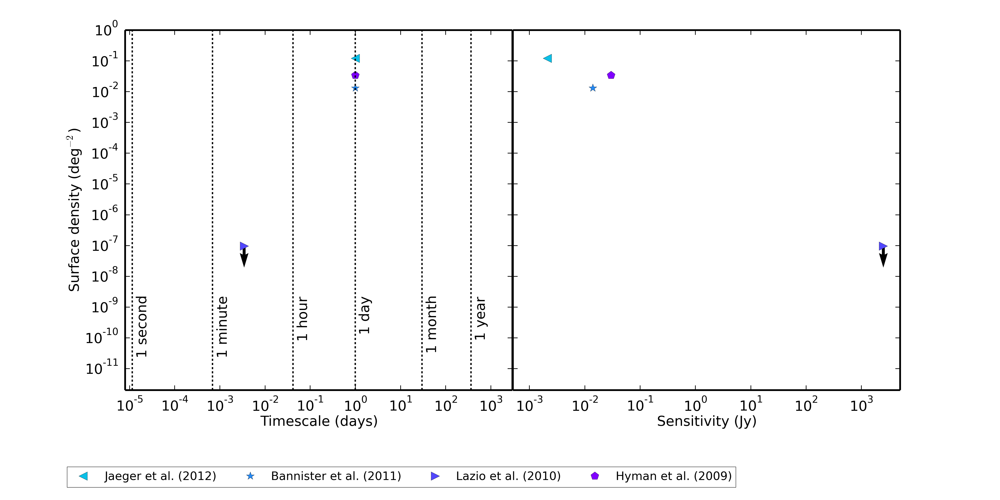 10^0
10^-1
10^-2
10^-3
10^-4
10^-5
10^-6
10^-7
10^-8
10^-9
10^-10
10^-11
Surface density (deg^−2)
1 second
1 minute
1 hour
1 day
1 month
1 year
10^-5 10^-4 10^-3 10^-2 10^-1 10^0 10^1 10^2 10^3
Timescale (days)
10^-3 10^-2 10^-1 10^0 10^1 10^2 10^3
Sensitivity (Jy)
Jaeger et al. (2012) Bannister et al. (2011) Lazio et al. (2010) Hyman et al. (2009)